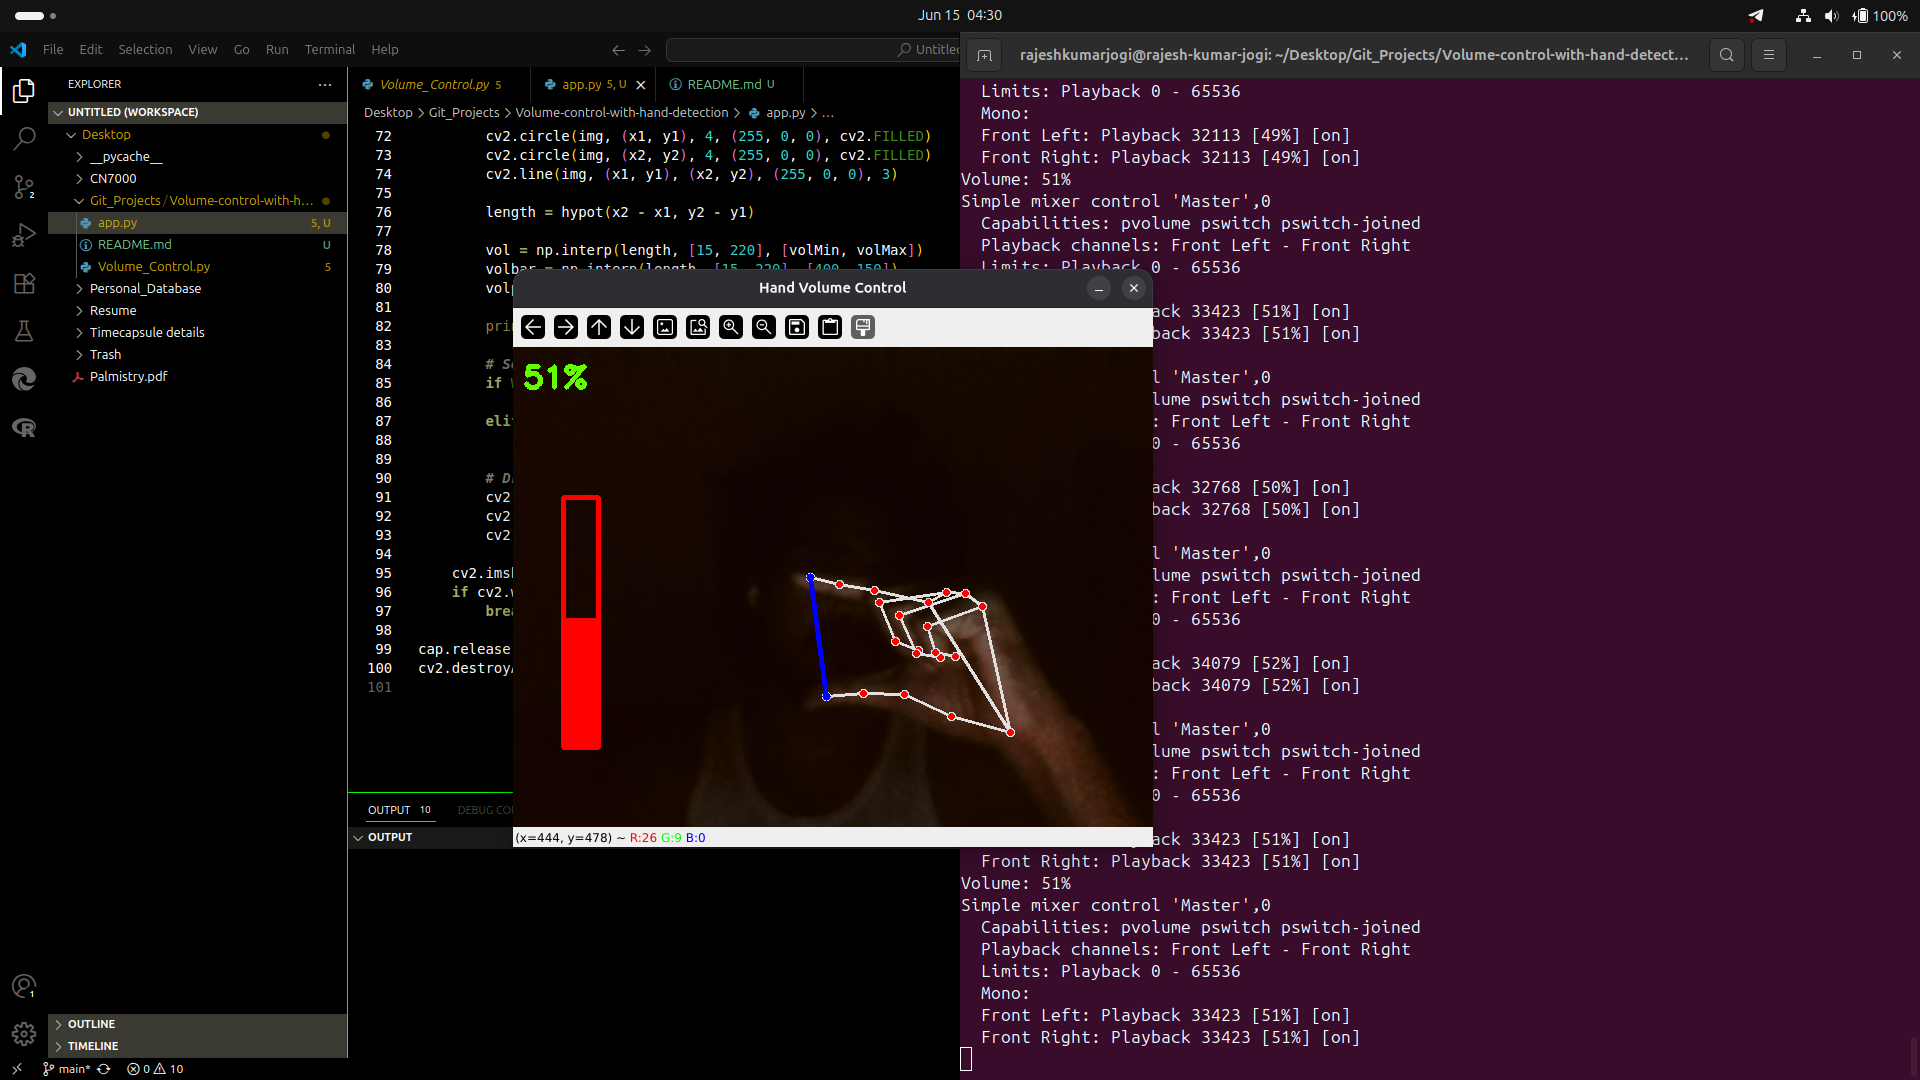 Jun 15 04:30
100%
File Edit Selection View Go Run Terminal Help
Untitled
EXPLORER
UNTITLED (WORKSPACE)
Desktop
__pycache__
CN7000
Git_Projects / Volume-control-with-h...
app.py 5, U
README.md U
Volume_Control.py 5
Personal_Database
Resume
Timecapsule details
Trash
Palmistry.pdf
OUTLINE
TIMELINE
2
1
main* 0 10
Volume_Control.py 5 app.py 5, U README.md U
Desktop > Git_Projects > Volume-control-with-hand-detection > app.py > ...
72 cv2.circle(img, (x1, y1), 4, (255, 0, 0), cv2.FILLED)
73 cv2.circle(img, (x2, y2), 4, (255, 0, 0), cv2.FILLED)
74 cv2.line(img, (x1, y1), (x2, y2), (255, 0, 0), 3)
75
76 length = hypot(x2 - x1, y2 - y1)
77
78 vol = np.interp(length, [15, 220], [volMin, volMax])
79 volbar = np.interp(length, [15, 220], [400, 150])
80 vol
81
82 pri
83
84 # S
85 if
86
87 eli
88
89
90 # D
91 cv2
92 cv2
93 cv2
94
95 cv2.ims
96 if cv2.
97 brea
98
99 cap.release
100 cv2.destroy
101
OUTPUT 10 DEBUG CO
OUTPUT
Hand Volume Control
51%
(x=444, y=478) ~ R:26 G:9 B:0
rajeshkumarjogi@rajesh-kumar-jogi: ~/Desktop/Git_Projects/Volume-control-with-hand-detect...
Limits: Playback 0 - 65536
Mono:
Front Left: Playback 32113 [49%] [on]
Front Right: Playback 32113 [49%] [on]
Volume: 51%
Simple mixer control 'Master',0
Capabilities: pvolume pswitch pswitch-joined
Playback channels: Front Left - Front Right
Limits: Playback 0 - 65536
ack 33423 [51%] [on]
back 33423 [51%] [on]
l 'Master',0
lume pswitch pswitch-joined
: Front Left - Front Right
0 - 65536
ack 32768 [50%] [on]
back 32768 [50%] [on]
l 'Master',0
lume pswitch pswitch-joined
: Front Left - Front Right
0 - 65536
ack 34079 [52%] [on]
back 34079 [52%] [on]
l 'Master',0
lume pswitch pswitch-joined
: Front Left - Front Right
0 - 65536
ack 33423 [51%] [on]
Front Right: Playback 33423 [51%] [on]
Volume: 51%
Simple mixer control 'Master',0
Capabilities: pvolume pswitch pswitch-joined
Playback channels: Front Left - Front Right
Limits: Playback 0 - 65536
Mono:
Front Left: Playback 33423 [51%] [on]
Front Right: Playback 33423 [51%] [on]